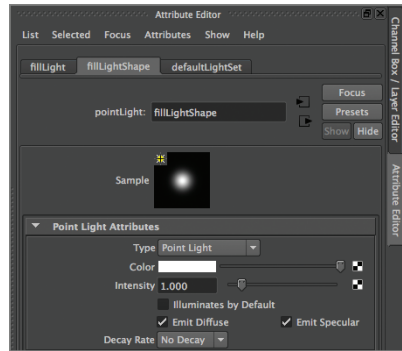 Attribute Editor
List Selected Focus Attributes Show Help
fillLight fillLightShape defaultLightSet
Focus
pointLight: fillLightShape
Presets
Show Hide
Sample
Point Light Attributes
Type Point Light
Color
Intensity 1.000
Illuminates by Default
Emit Diffuse Emit Specular
Decay Rate No Decay
Channel Box / Layer Editor
Attribute Editor